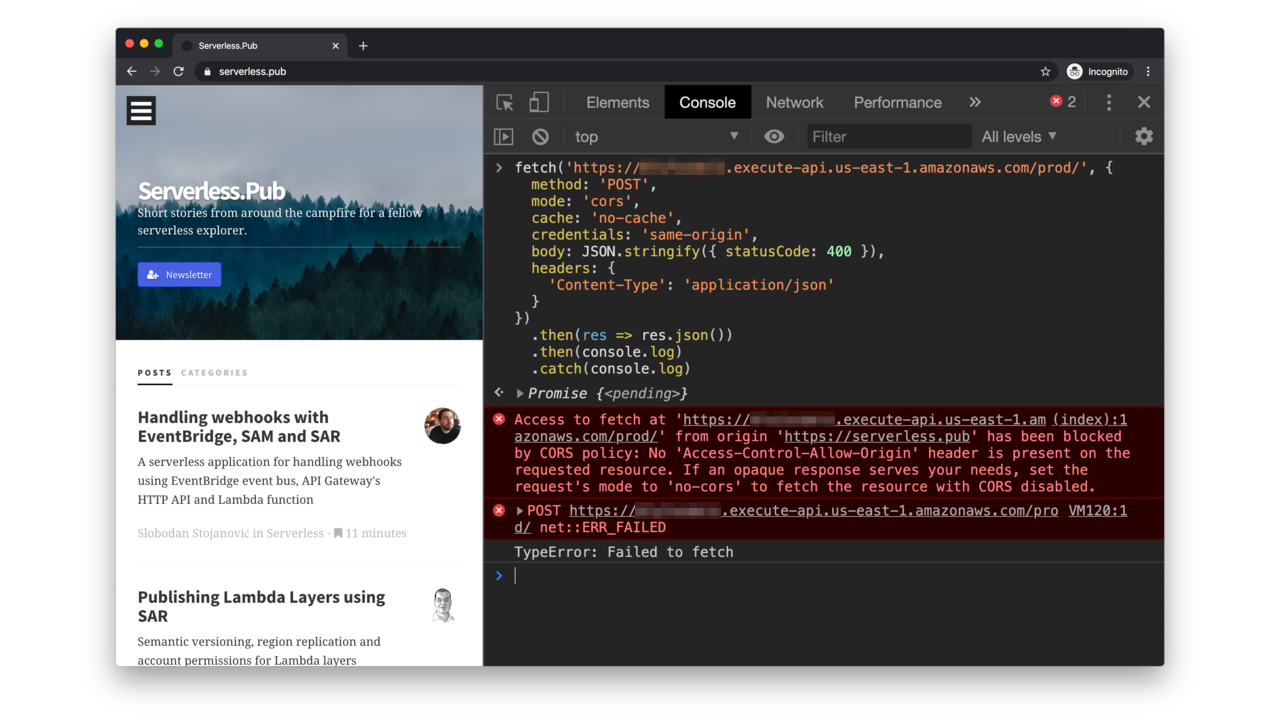 Serverless.Pub
serverless.pub
Incognito
Serverless.Pub
Short stories from around the campfire for a fellow
serverless explorer.
Newsletter
POSTS CATEGORIES
Handling webhooks with
EventBridge, SAM and SAR
A serverless application for handling webhooks
using EventBridge event bus, API Gateway's
HTTP API and Lambda function
Slobodan Stojanović in Serverless · 11 minutes
Publishing Lambda Layers using
SAR
Semantic versioning, region replication and
account permissions for Lambda layers
Elements Console Network Performance » 2
top Filter All levels
fetch('https:// .execute-api.us-east-1.amazonaws.com/prod/', {
method: 'POST',
mode: 'cors',
cache: 'no-cache',
credentials: 'same-origin',
body: JSON.stringify({ statusCode: 400 }),
headers: {
'Content-Type': 'application/json'
}
})
.then(res => res.json())
.then(console.log)
.catch(console.log)
Promise {<pending>}
Access to fetch at 'https:// .execute-api.us-east-1.am (index):1
azonaws.com/prod/' from origin 'https://serverless.pub' has been blocked
by CORS policy: No 'Access-Control-Allow-Origin' header is present on the
requested resource. If an opaque response serves your needs, set the
request's mode to 'no-cors' to fetch the resource with CORS disabled.
POST https:// .execute-api.us-east-1.amazonaws.com/pro VM120:1
d/ net::ERR_FAILED
TypeError: Failed to fetch